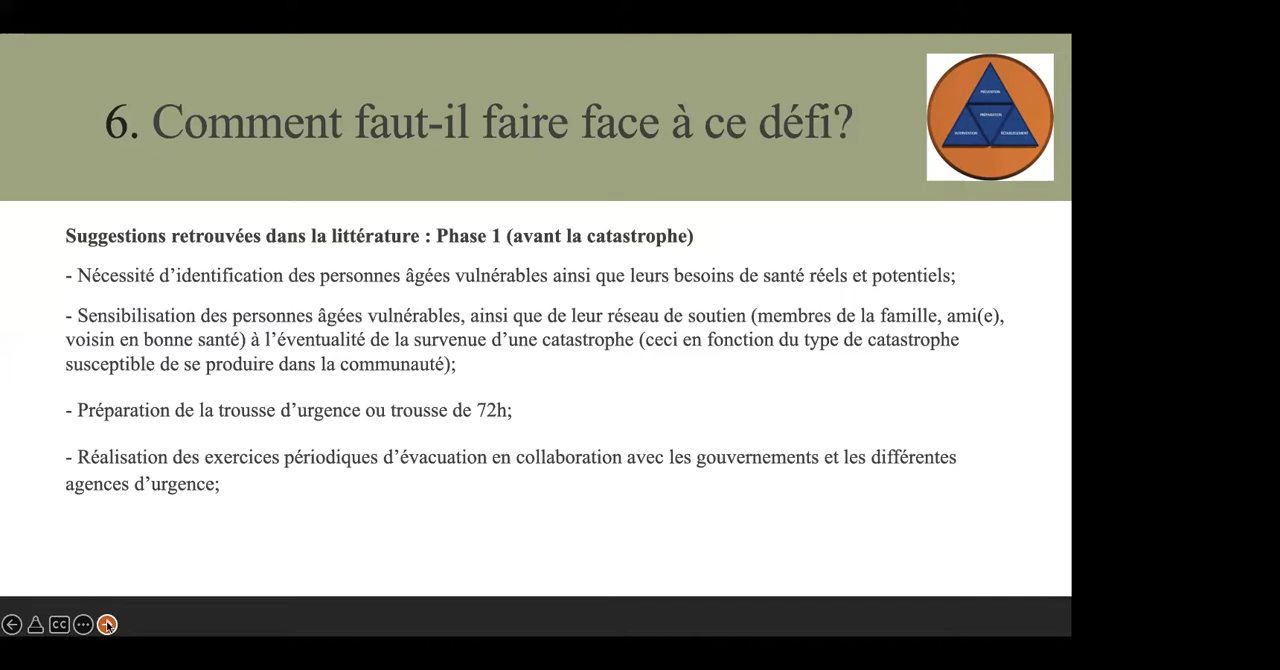 6. Comment faut-il faire face à ce défi?
PRÉVENTION
PRÉPARATION
INTERVENTION
RÉTABLISSEMENT
Suggestions retrouvées dans la littérature : Phase 1 (avant la catastrophe)
- Nécessité d’identification des personnes âgées vulnérables ainsi que leurs besoins de santé réels et potentiels;
- Sensibilisation des personnes âgées vulnérables, ainsi que de leur réseau de soutien (membres de la famille, ami(e),
voisin en bonne santé) à l’éventualité de la survenue d’une catastrophe (ceci en fonction du type de catastrophe
susceptible de se produire dans la communauté);
- Préparation de la trousse d’urgence ou trousse de 72h;
- Réalisation des exercices périodiques d’évacuation en collaboration avec les gouvernements et les différentes
agences d’urgence;
CC